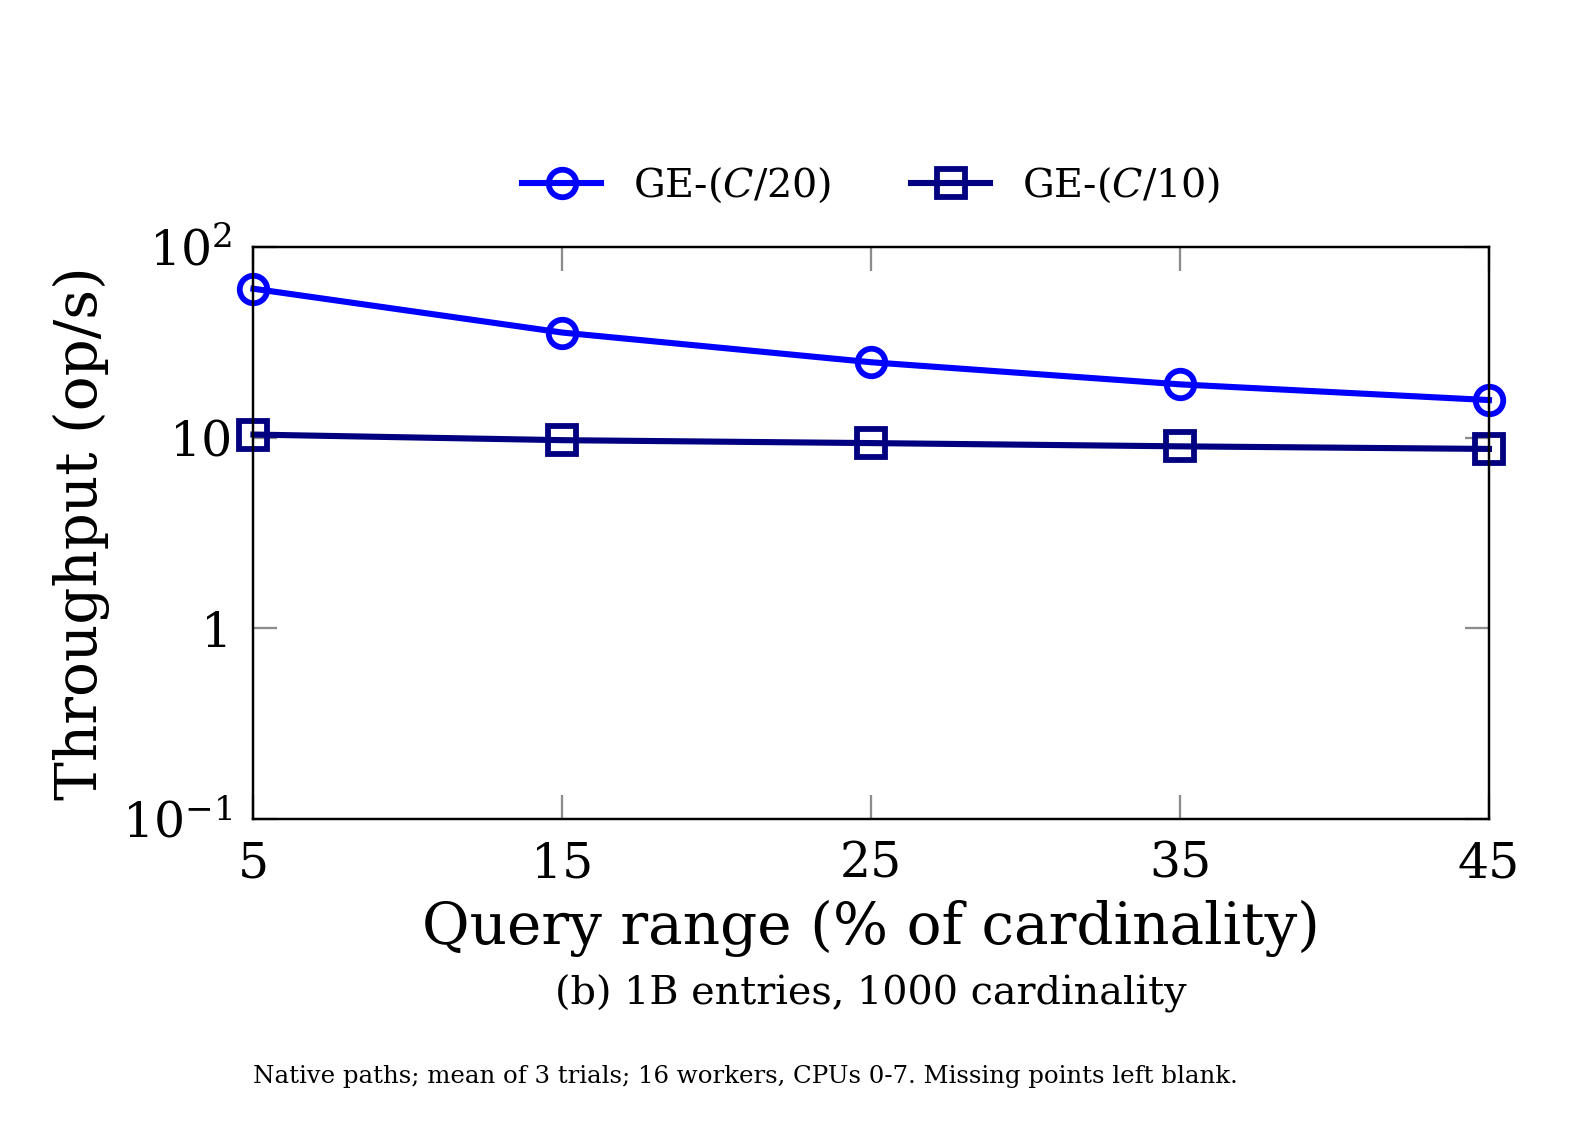 GE-(C/20) GE-(C/10)
Throughput (op/s)
10²
10
1
10⁻¹
5 15 25 35 45
Query range (% of cardinality)
(b) 1B entries, 1000 cardinality
Native paths; mean of 3 trials; 16 workers, CPUs 0-7. Missing points left blank.